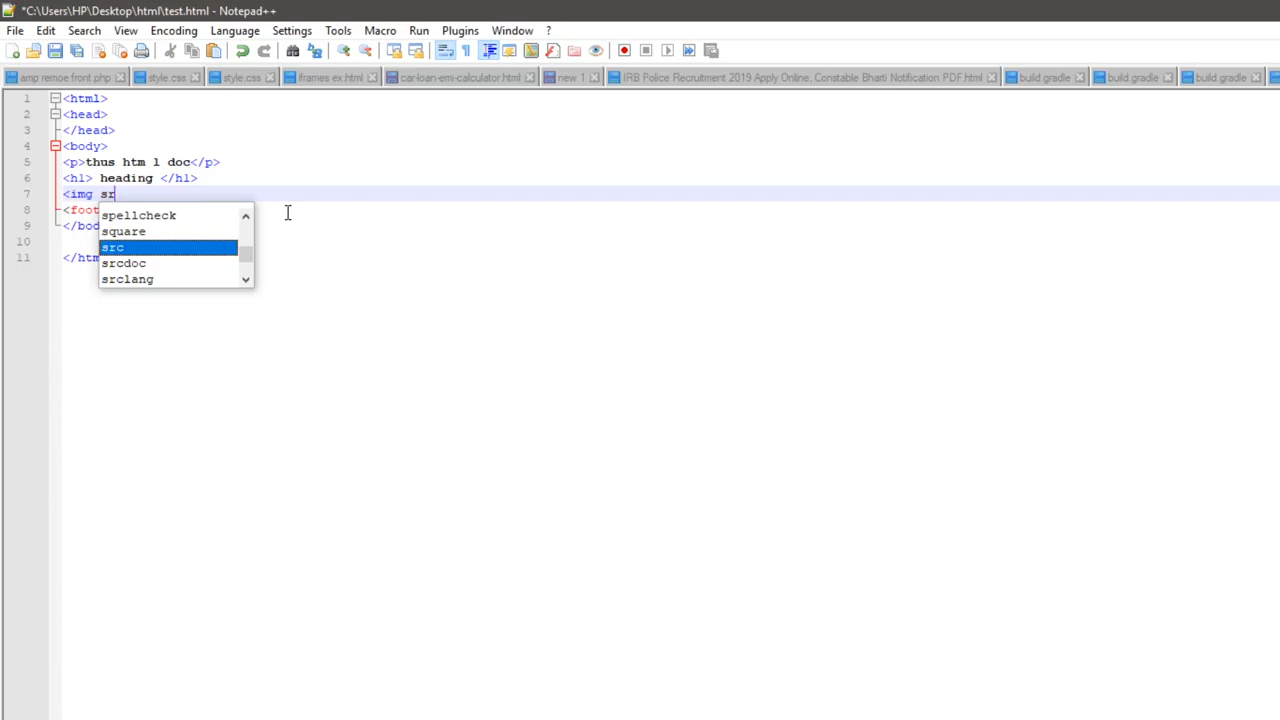 *C:\Users\HP\Desktop\html\test.html - Notepad++
File Edit Search View Encoding Language Settings Tools Macro Run Plugins Window ?
amp remoe front.php style.css style.css iframes ex.html car-loan-emi-calculator.html new 1 IRB Police Recruitment 2019 Apply Online, Constable Bharti Notification PDF.html build.gradle build.gradle build.gradle
1 <html>
2 <head>
3 </head>
4 <body>
5 <p>thus htm l doc</p>
6 <h1> heading </h1>
7 <img sr
8 <foot
9 </bod
10
11 </htm
spellcheck
square
src
srcdoc
srclang